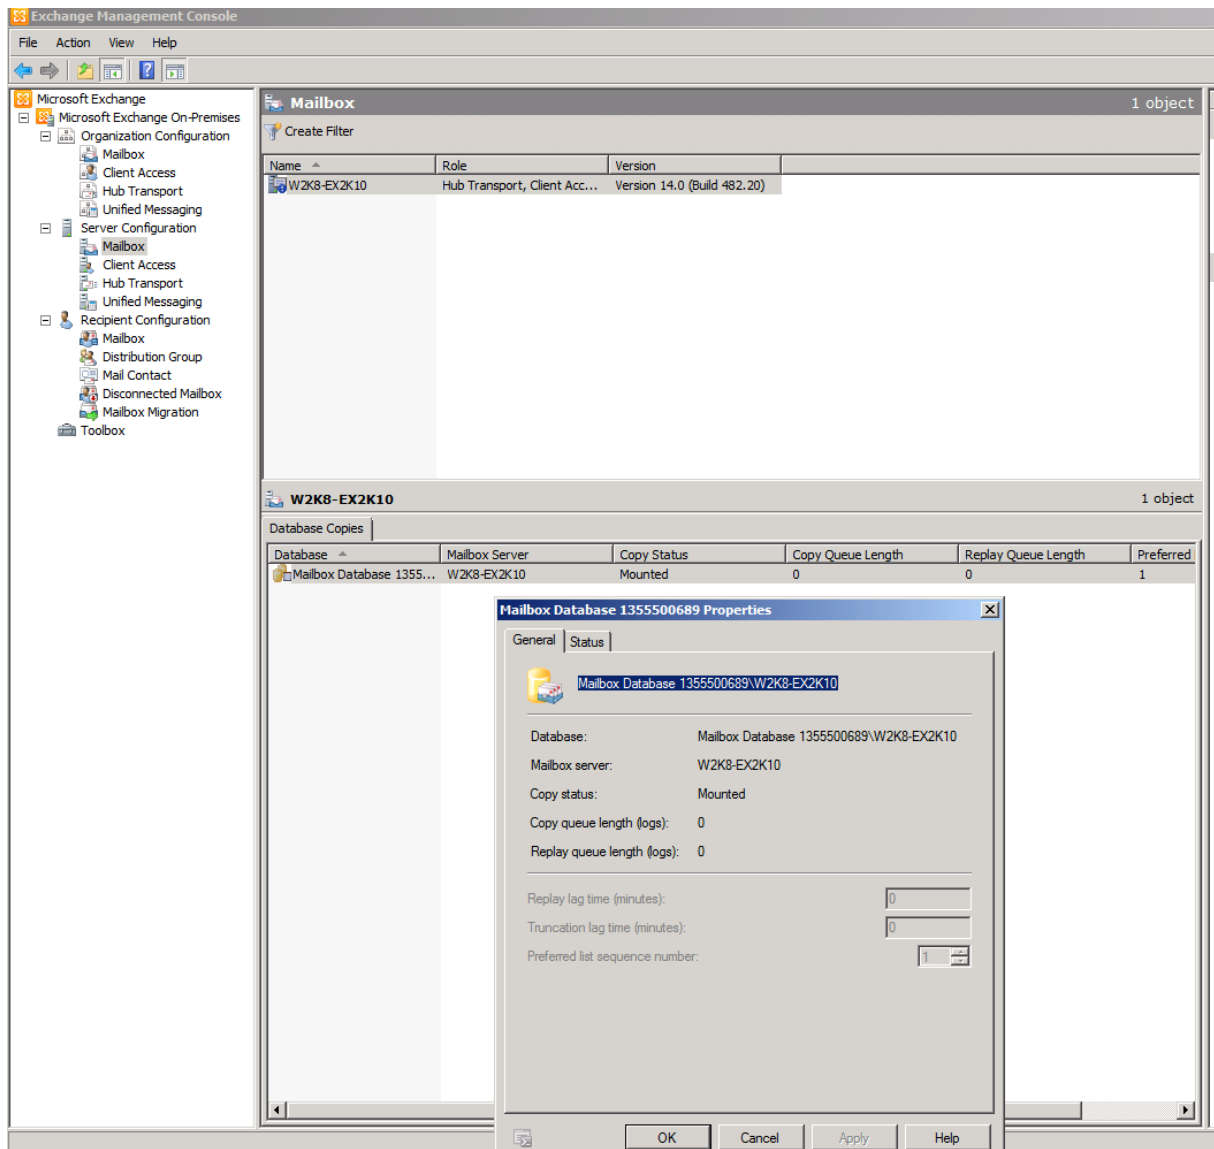 Exchange Management Console
File Action View Help
Microsoft Exchange
Microsoft Exchange On-Premises
Organization Configuration
Mailbox
Client Access
Hub Transport
Unified Messaging
Server Configuration
Mailbox
Client Access
Hub Transport
Unified Messaging
Recipient Configuration
Mailbox
Distribution Group
Mail Contact
Disconnected Mailbox
Mailbox Migration
Toolbox
Mailbox 1 object
Create Filter
Name Role Version
W2K8-EX2K10 Hub Transport, Client Acc... Version 14.0 (Build 482.20)
W2K8-EX2K10 1 object
Database Copies
Database Mailbox Server Copy Status Copy Queue Length Replay Queue Length Preferred
Mailbox Database 1355... W2K8-EX2K10 Mounted 0 0 1
Mailbox Database 1355500689 Properties
General Status
Mailbox Database 1355500689\W2K8-EX2K10
Database: Mailbox Database 1355500689\W2K8-EX2K10
Mailbox server: W2K8-EX2K10
Copy status: Mounted
Copy queue length (logs): 0
Replay queue length (logs): 0
Replay lag time (minutes): 0
Truncation lag time (minutes): 0
Preferred list sequence number: 1
OK Cancel Apply Help